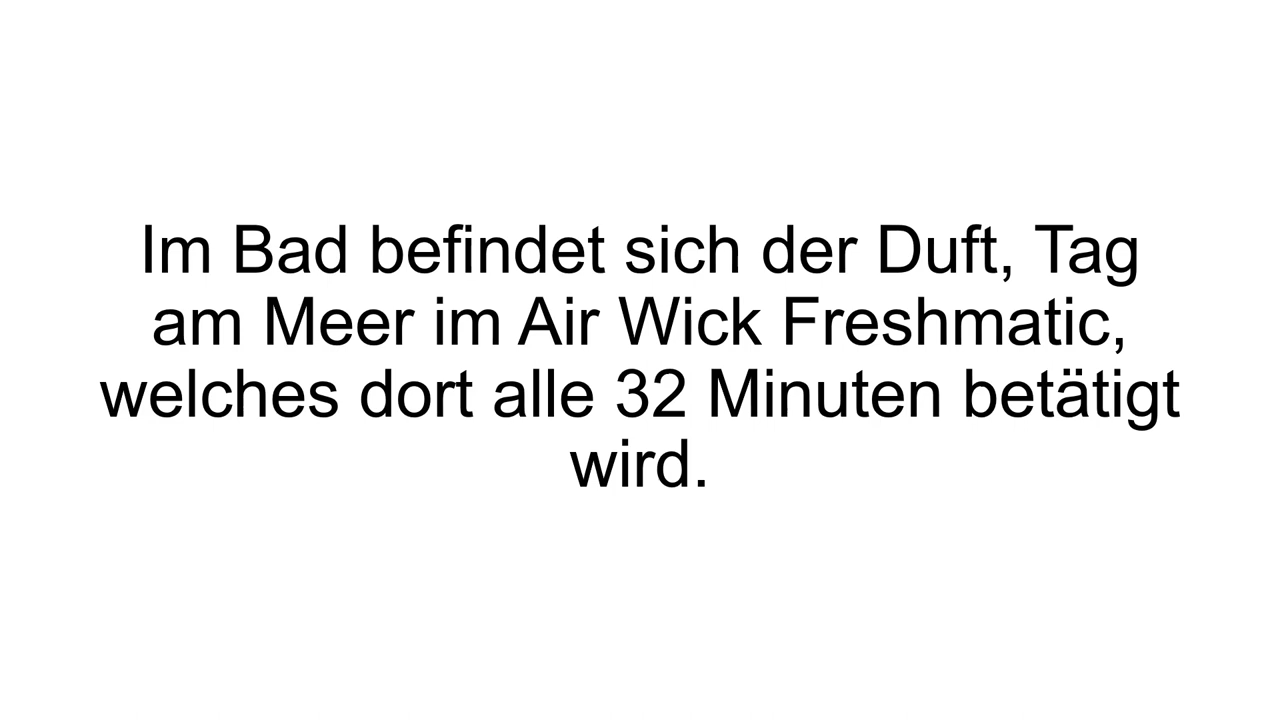 Im Bad befindet sich der Duft, Tag
am Meer im Air Wick Freshmatic,
welches dort alle 32 Minuten betätigt
wird.